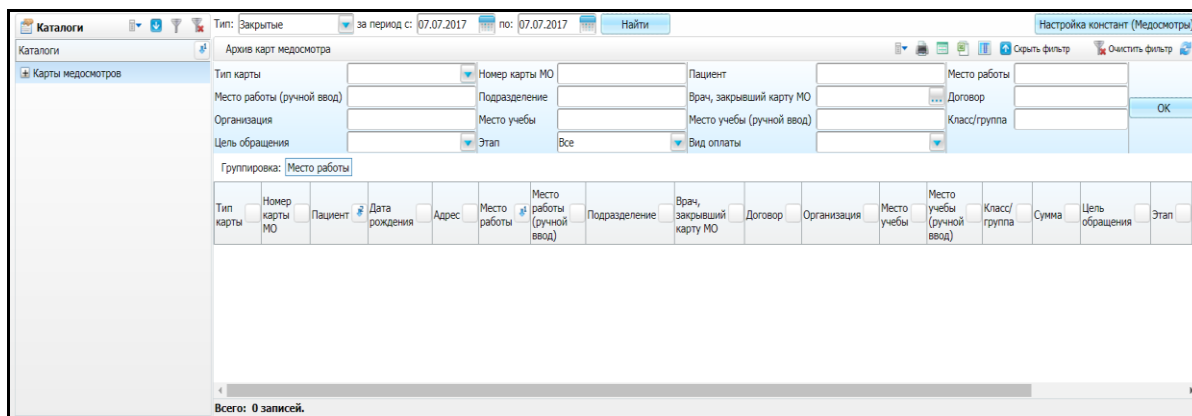 Каталоги
Тип: Закрытые за период с: 07.07.2017 по: 07.07.2017 Найти Настройка констант (Медосмотры)
Каталоги
Архив карт медосмотра Скрыть фильтр Очистить фильтр
Карты медосмотров
Тип карты Номер карты МО Пациент Место работы
Место работы (ручной ввод) Подразделение Врач, закрывший карту МО ... Договор
OK
Организация Место учебы Место учебы (ручной ввод) Класс/группа
Цель обращения Этап Все Вид оплаты
Группировка: Место работы
Тип карты Номер карты МО Пациент Дата рождения Адрес Место работы Место работы (ручной ввод) Подразделение Врач, закрывший карту МО Договор Организация Место учебы Место учебы (ручной ввод) Класс/группа Сумма Цель обращения Этап
Всего: 0 записей.